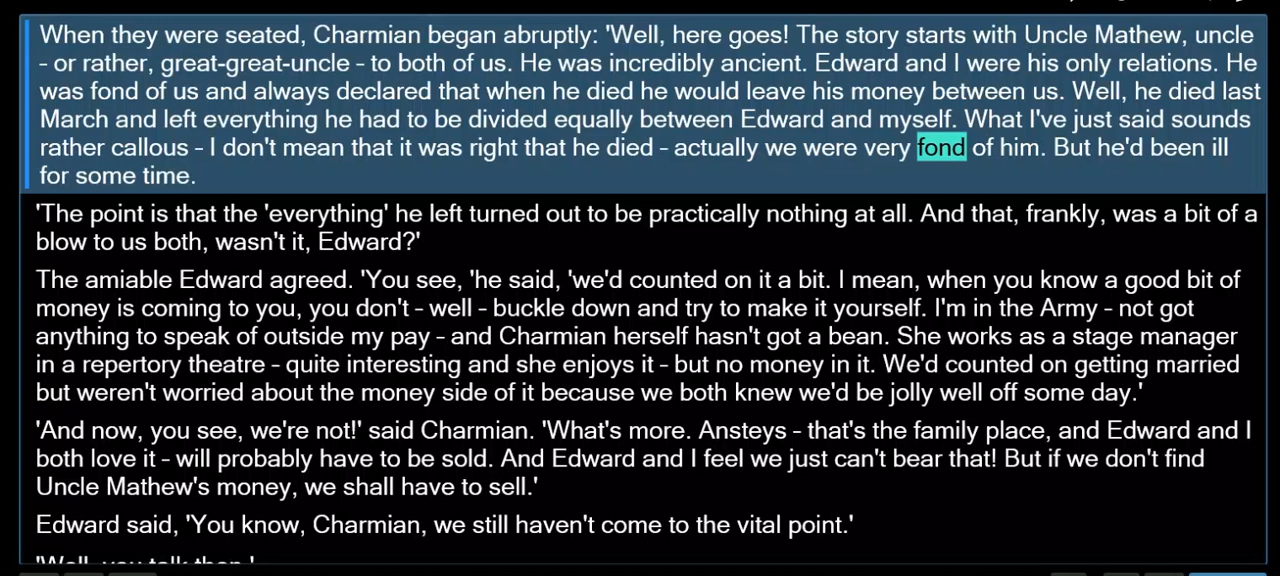 When they were seated, Charmian began abruptly: 'Well, here goes! The story starts with Uncle Mathew, uncle
- or rather, great-great-uncle - to both of us. He was incredibly ancient. Edward and I were his only relations. He
was fond of us and always declared that when he died he would leave his money between us. Well, he died last
March and left everything he had to be divided equally between Edward and myself. What I've just said sounds
rather callous - I don't mean that it was right that he died - actually we were very fond of him. But he'd been ill
for some time.
'The point is that the 'everything' he left turned out to be practically nothing at all. And that, frankly, was a bit of a
blow to us both, wasn't it, Edward?'
The amiable Edward agreed. 'You see, 'he said, 'we'd counted on it a bit. I mean, when you know a good bit of
money is coming to you, you don't - well - buckle down and try to make it yourself. I'm in the Army - not got
anything to speak of outside my pay - and Charmian herself hasn't got a bean. She works as a stage manager
in a repertory theatre - quite interesting and she enjoys it - but no money in it. We'd counted on getting married
but weren't worried about the money side of it because we both knew we'd be jolly well off some day.'
'And now, you see, we're not!' said Charmian. 'What's more. Ansteys - that's the family place, and Edward and I
both love it - will probably have to be sold. And Edward and I feel we just can't bear that! But if we don't find
Uncle Mathew's money, we shall have to sell.'
Edward said, 'You know, Charmian, we still haven't come to the vital point.'
'Well, you talk then.'